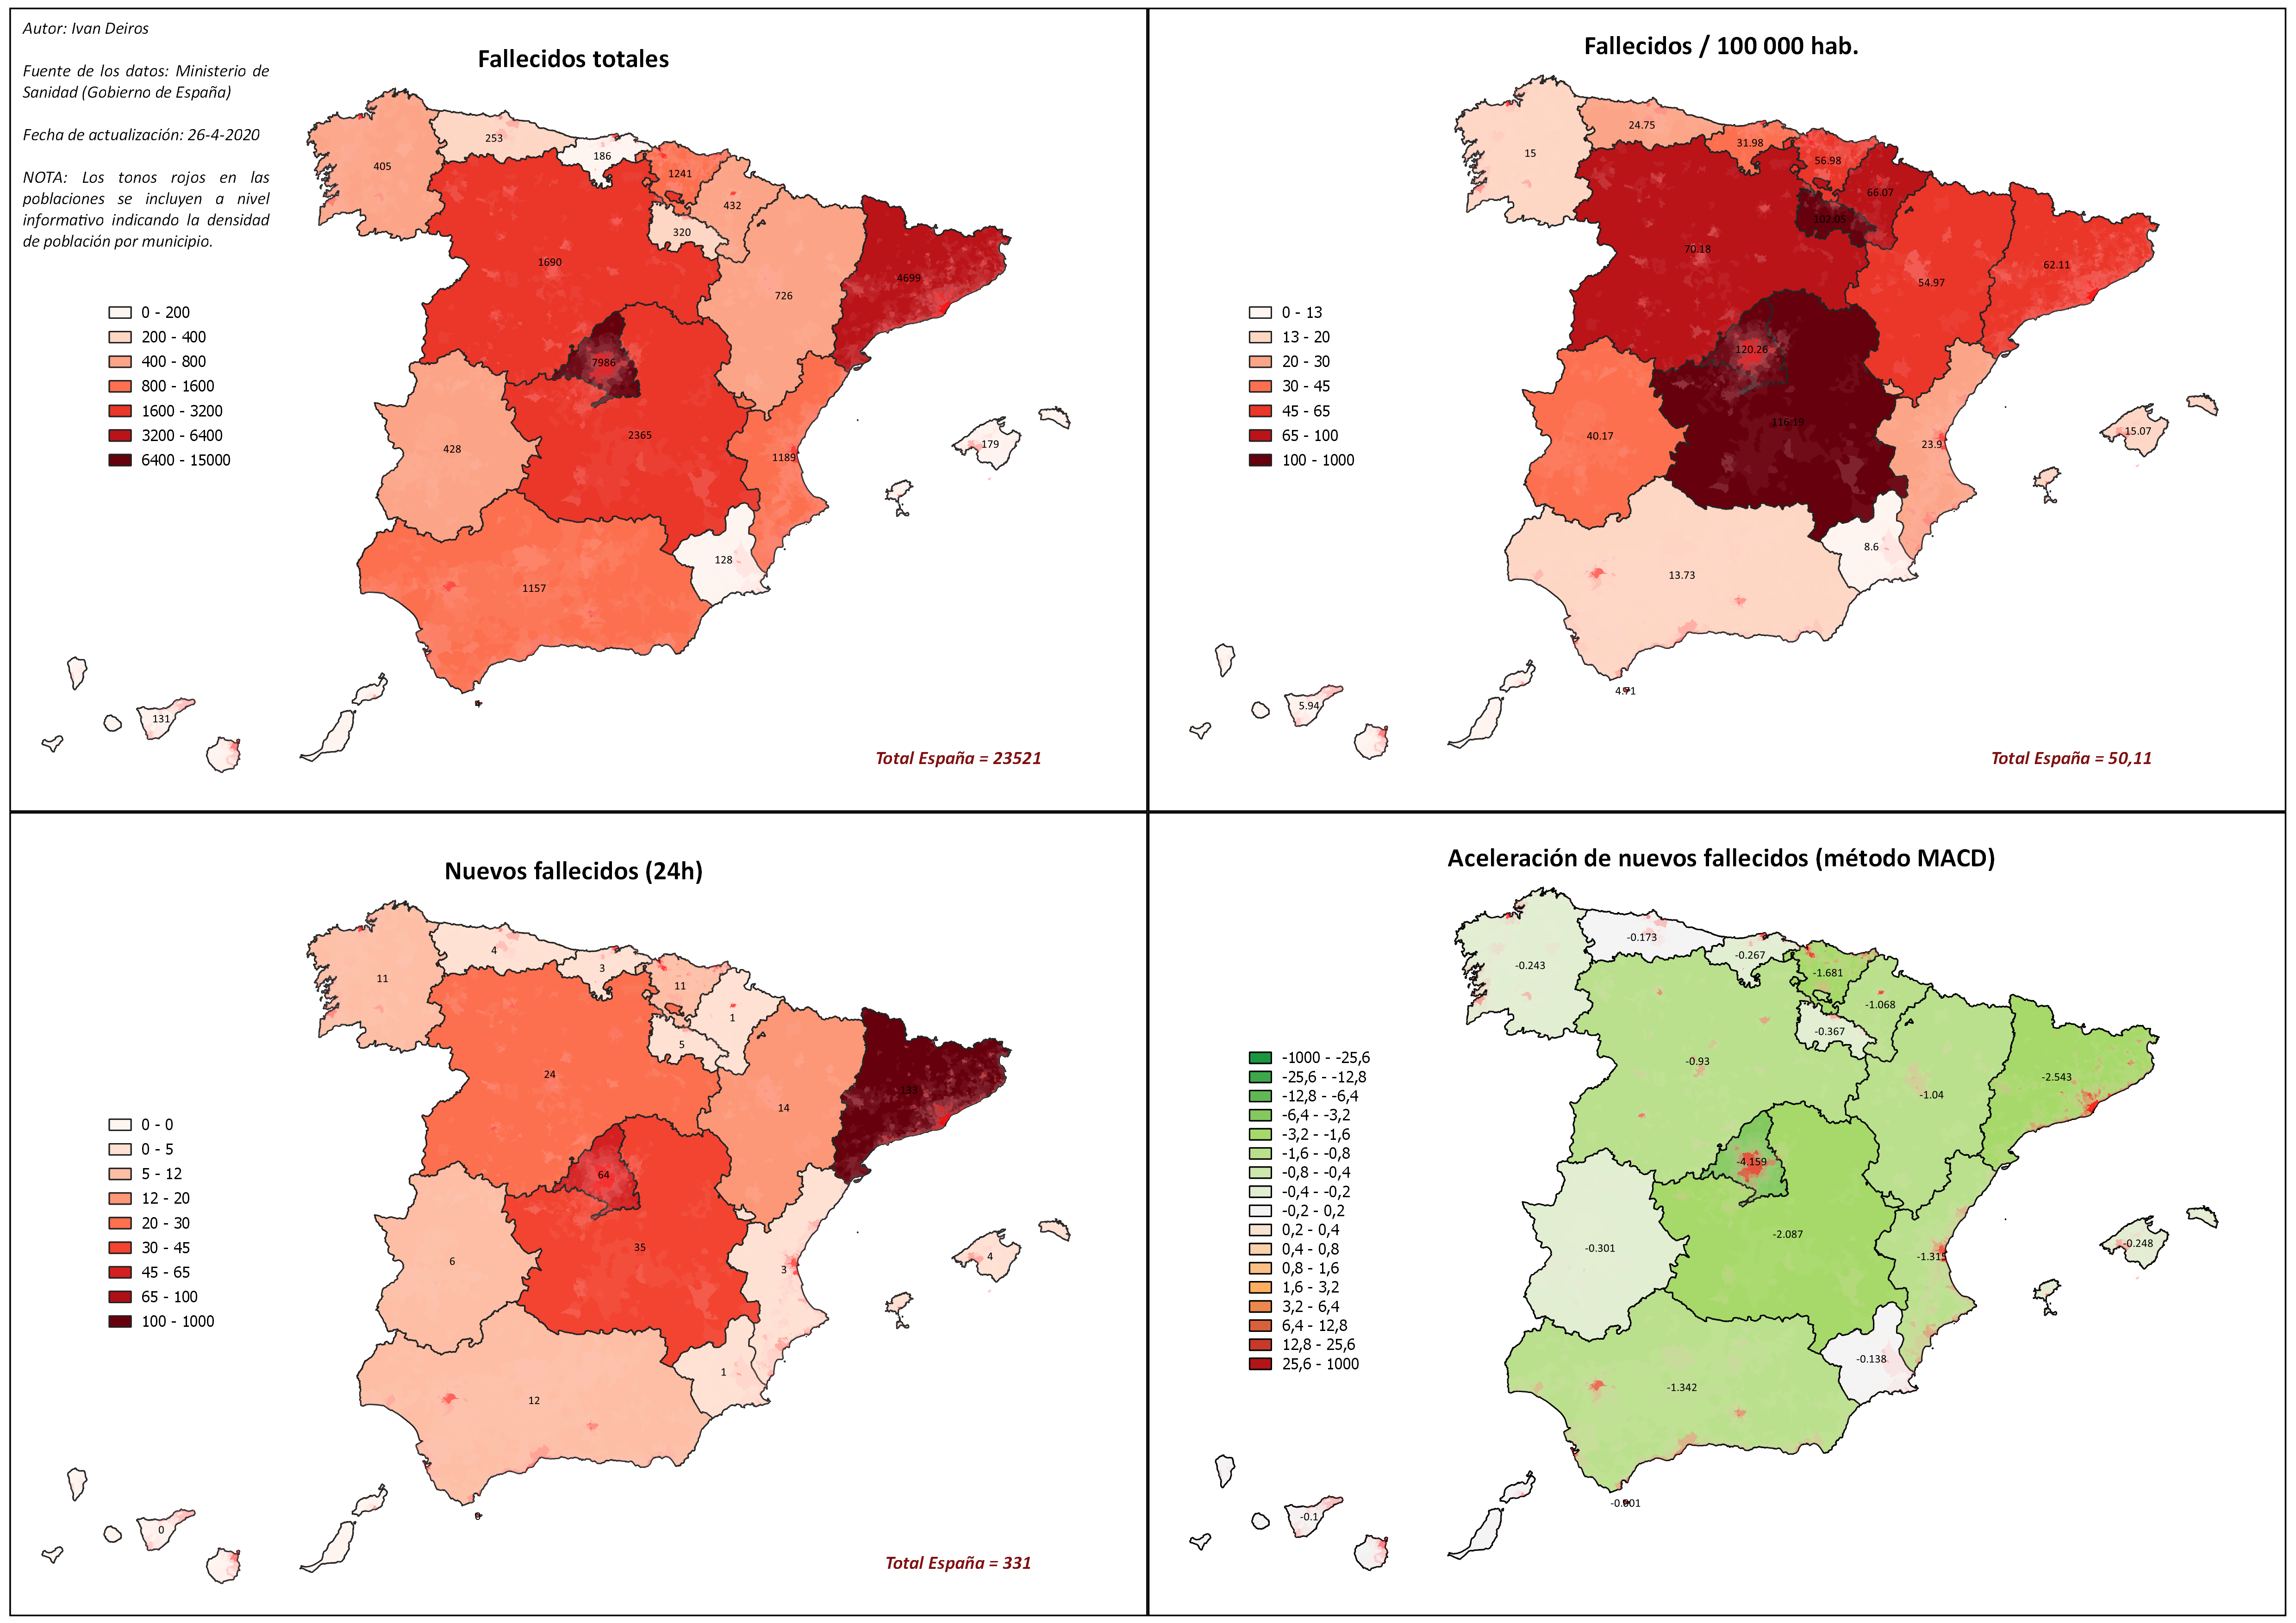 Autor: Ivan Deiros
Fuente de los datos: Ministerio de
Sanidad (Gobierno de España)
Fecha de actualización: 26-4-2020
NOTA: Los tonos rojos en las
poblaciones se incluyen a nivel
informativo indicando la densidad
de población por municipio.
Fallecidos totales
0 - 200
200 - 400
400 - 800
800 - 1600
1600 - 3200
3200 - 6400
6400 - 15000
405
253
186
1241
432
320
1690
726
4699
7986
2365
428
1189
179
128
1157
131
Total España = 23521
Fallecidos / 100 000 hab.
0 - 13
13 - 20
20 - 30
30 - 45
45 - 65
65 - 100
100 - 1000
15
24.75
31.98
56.98
66.07
102.05
70.18
54.97
62.11
120.26
116.19
40.17
23.9
15.07
8.6
13.73
4.71
5.94
Total España = 50,11
Nuevos fallecidos (24h)
0 - 0
0 - 5
5 - 12
12 - 20
20 - 30
30 - 45
45 - 65
65 - 100
100 - 1000
11
4
3
11
1
5
24
14
133
64
35
6
3
4
1
12
0
0
Total España = 331
Aceleración de nuevos fallecidos (método MACD)
-1000 - -25,6
-25,6 - -12,8
-12,8 - -6,4
-6,4 - -3,2
-3,2 - -1,6
-1,6 - -0,8
-0,8 - -0,4
-0,4 - -0,2
-0,2 - 0,2
0,2 - 0,4
0,4 - 0,8
0,8 - 1,6
1,6 - 3,2
3,2 - 6,4
6,4 - 12,8
12,8 - 25,6
25,6 - 1000
-0.243
-0.173
-0.267
-1.681
-1.068
-0.367
-0.93
-1.04
-2.543
-4.159
-2.087
-0.301
-1.315
-0.248
-0.138
-1.342
-0.001
-0.1